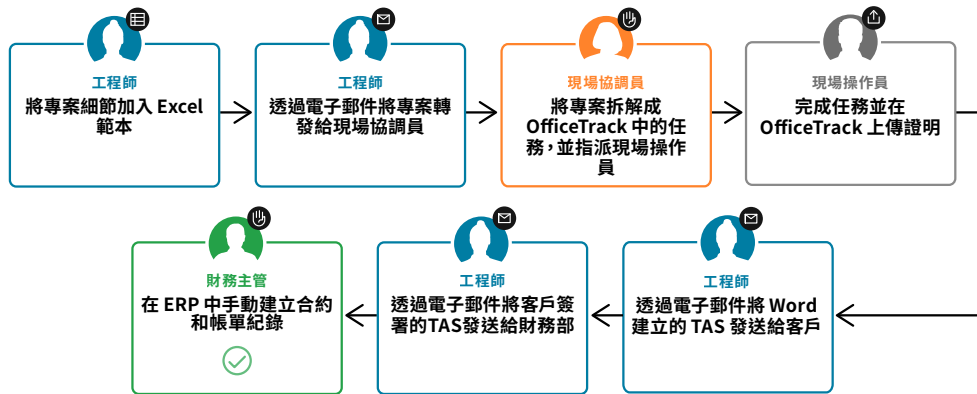 工程師
將專案細節加入 Excel
範本
工程師
透過電子郵件將專案轉
發給現場協調員
現場協調員
將專案拆解成
OfficeTrack 中的任
務，並指派現場操作
員
現場操作員
完成任務並在
OfficeTrack 上傳證明
財務主管
在 ERP 中手動建立合約
和帳單紀錄
工程師
透過電子郵件將客戶簽
署的TAS發送給財務部
工程師
透過電子郵件將 Word
建立的 TAS 發送給客戶